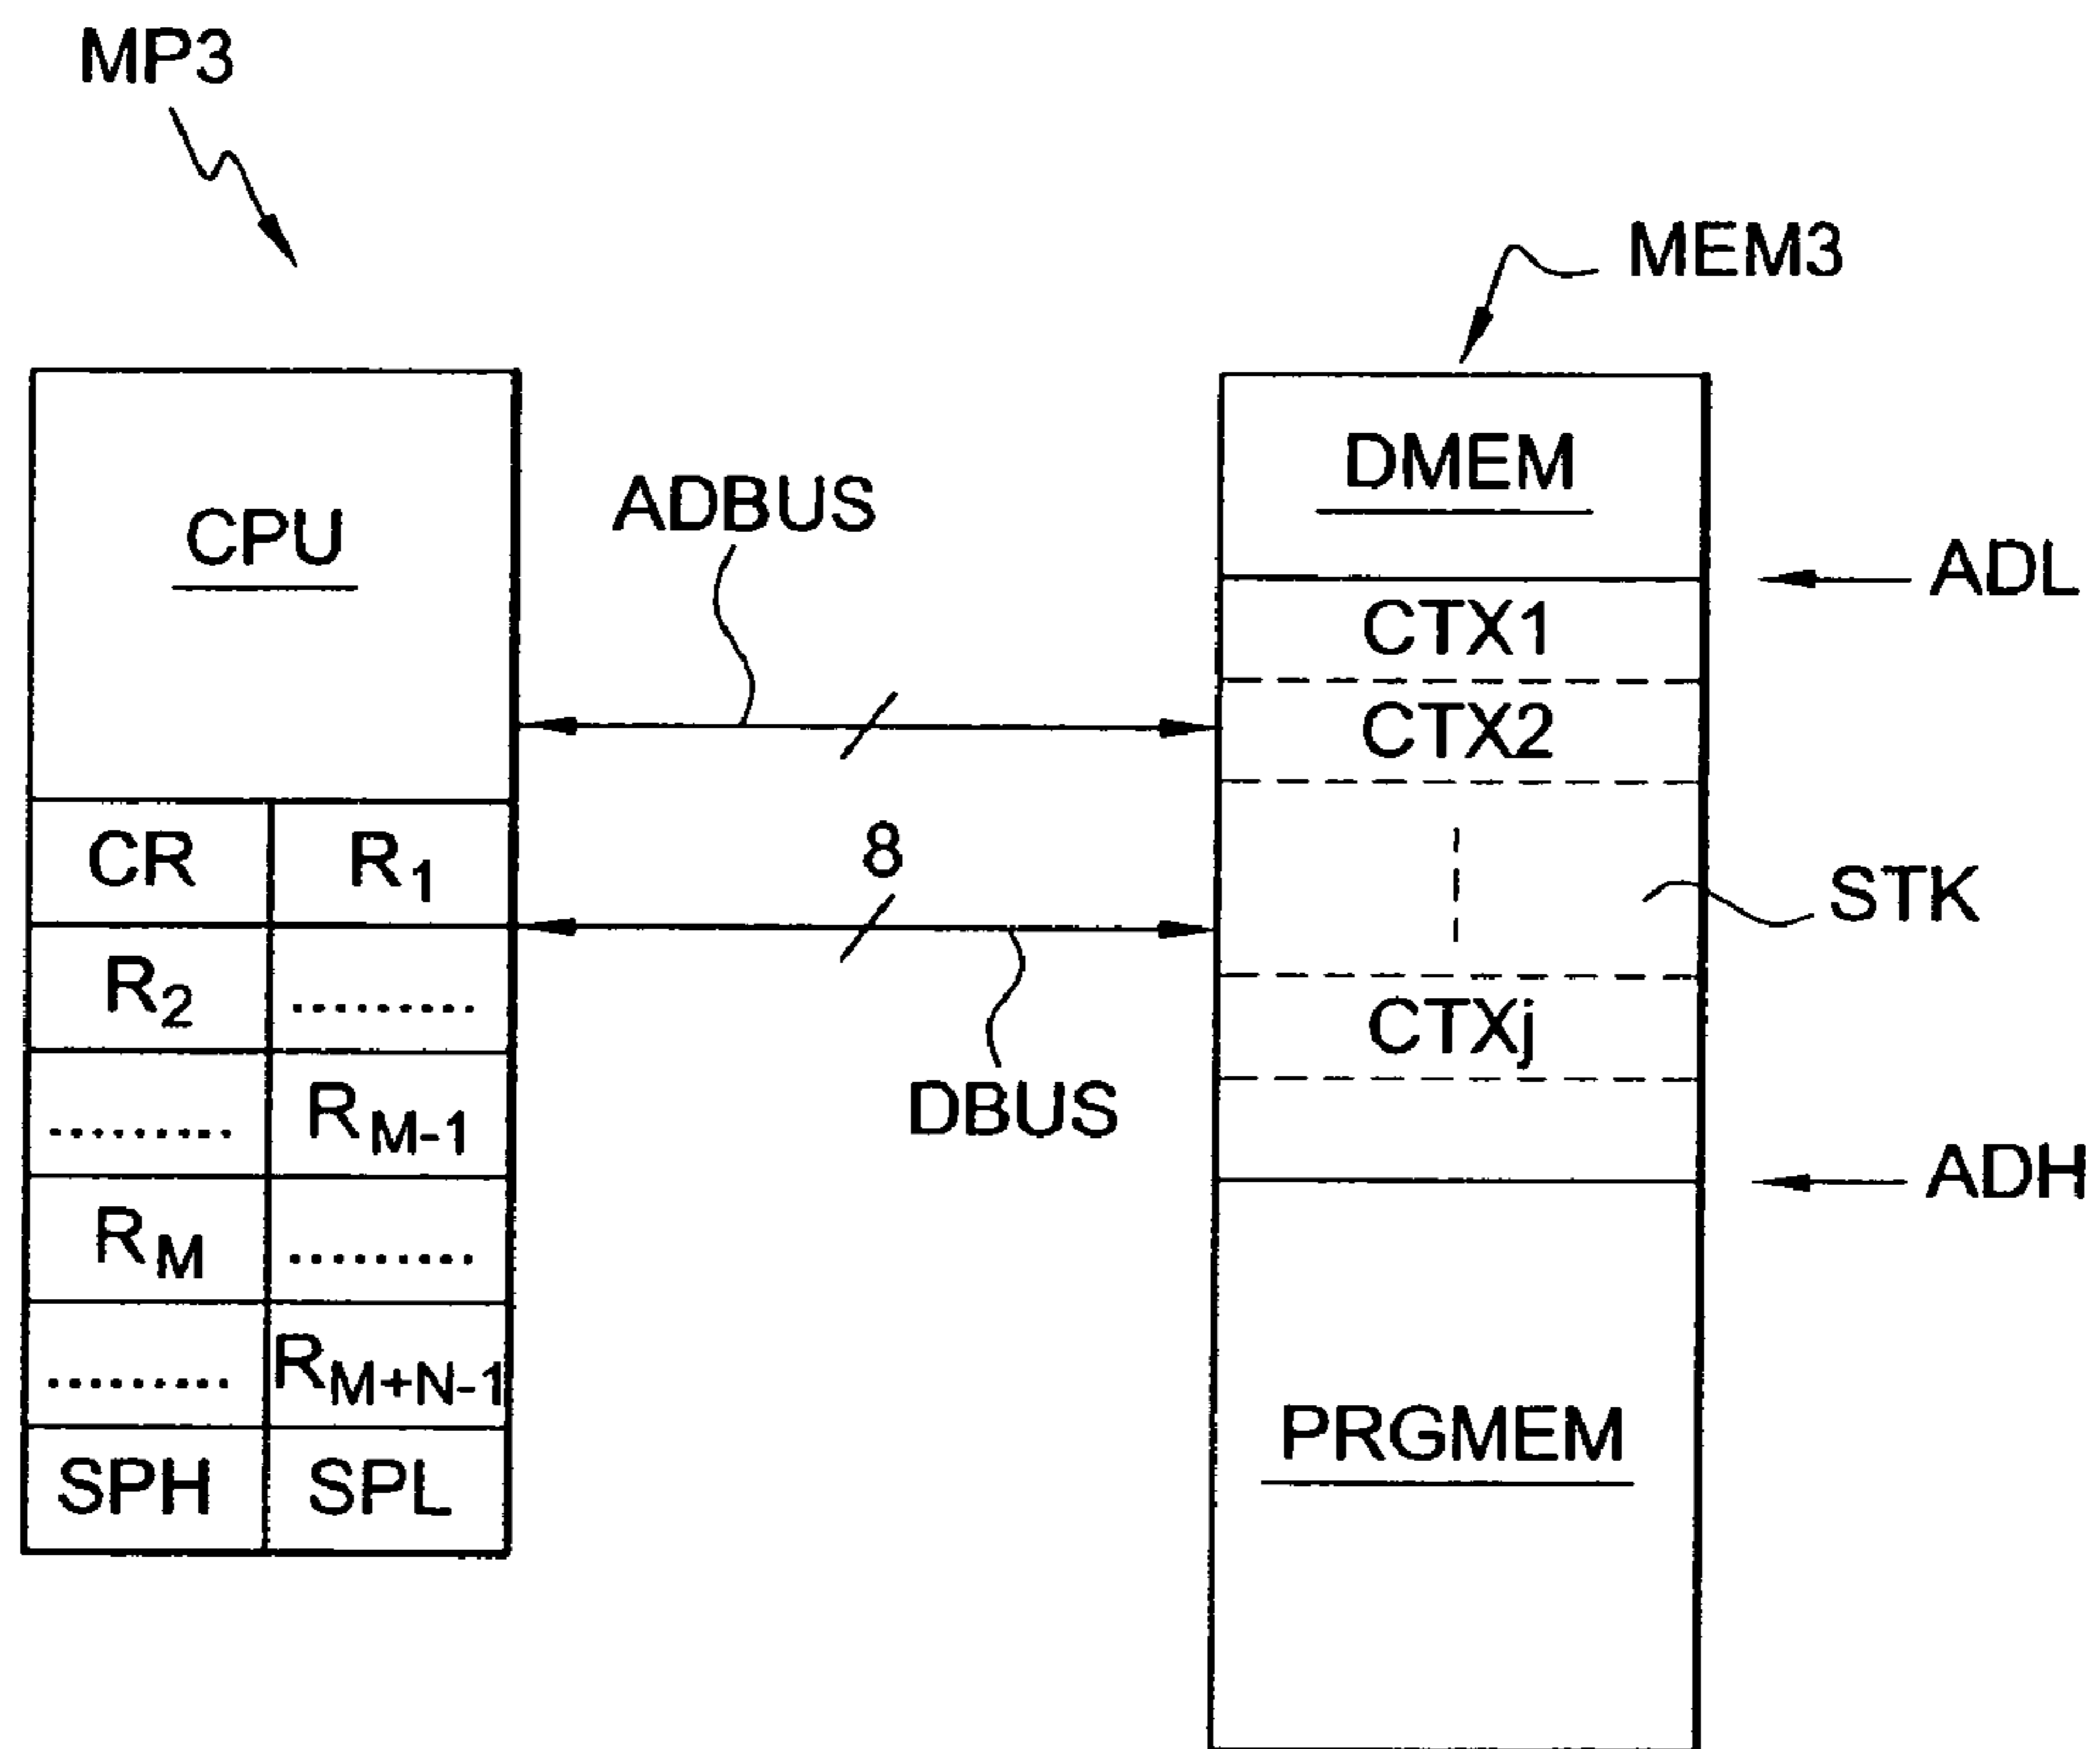 MP3
MEM3
CPU
ADBUS
DMEM
ADL
CTX1
CTX2
CR R1
8
STK
R2 .........
CTXj
DBUS
......... RM-1
ADH
RM .........
......... RM+N-1
PRGMEM
SPH SPL